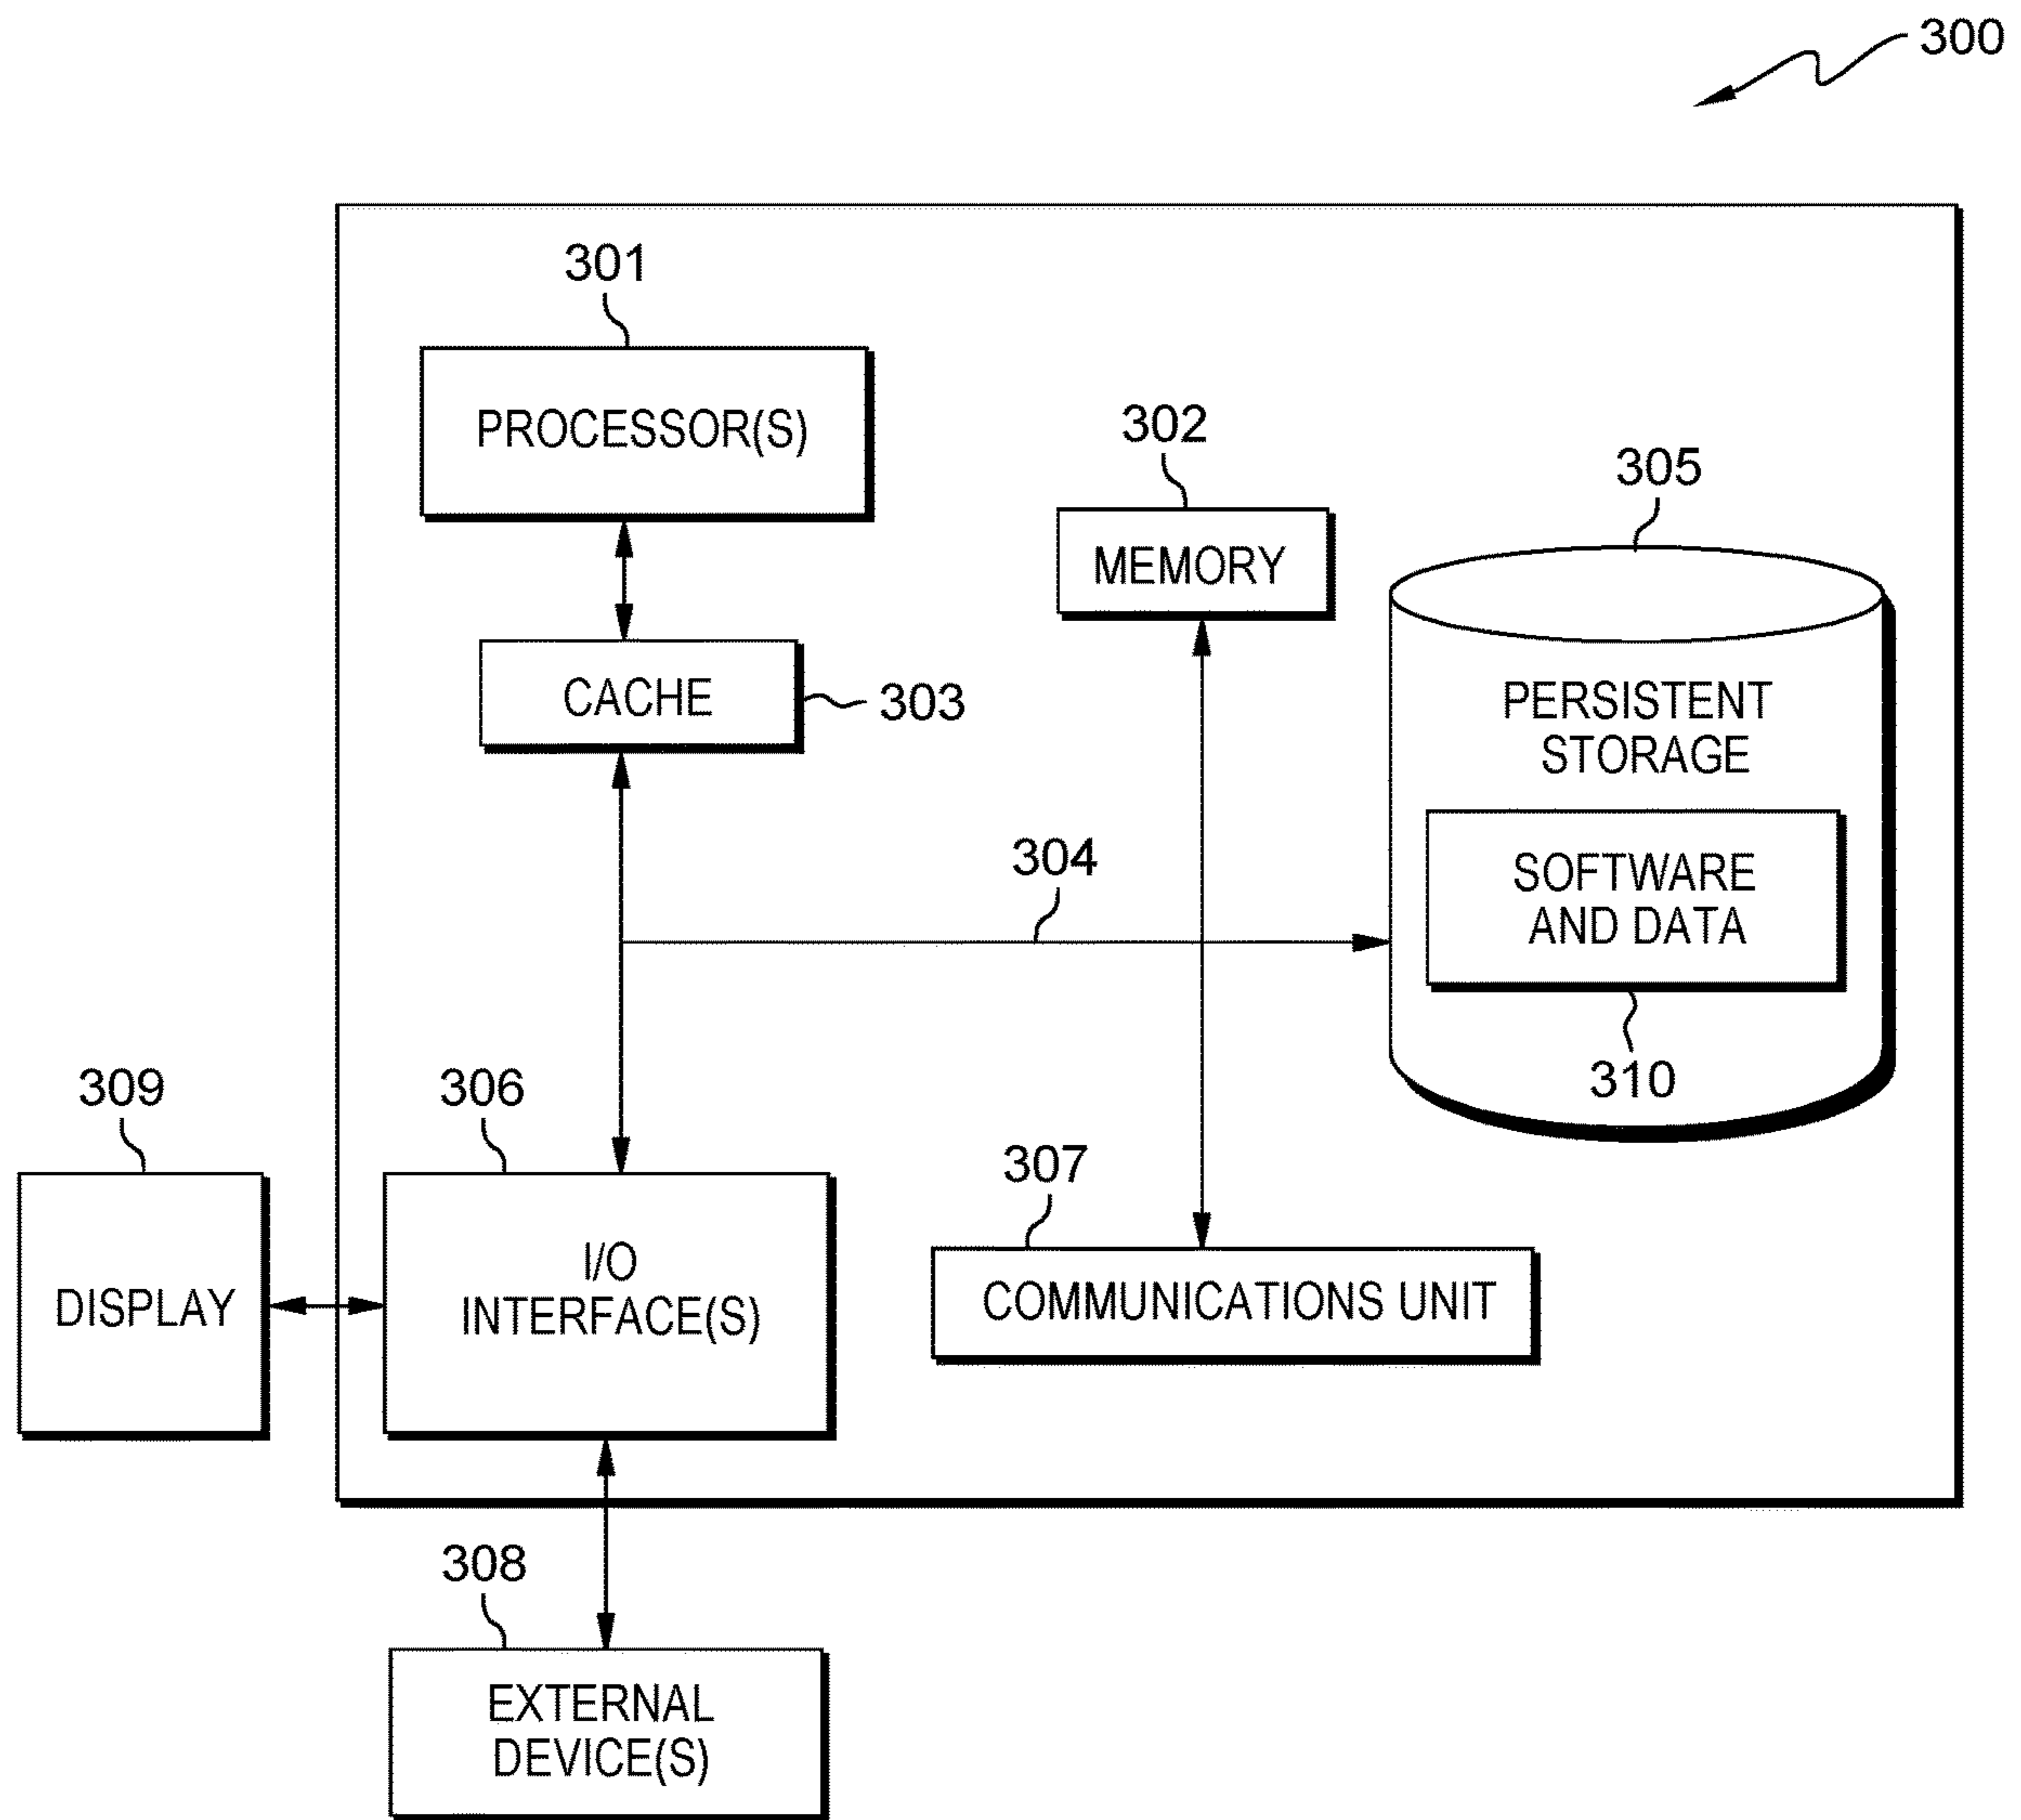 300
301
PROCESSOR(S)
302
MEMORY
305
CACHE
303
PERSISTENT
STORAGE
304
SOFTWARE
AND DATA
310
309
DISPLAY
306
I/O
INTERFACE(S)
307
COMMUNICATIONS UNIT
308
EXTERNAL
DEVICE(S)